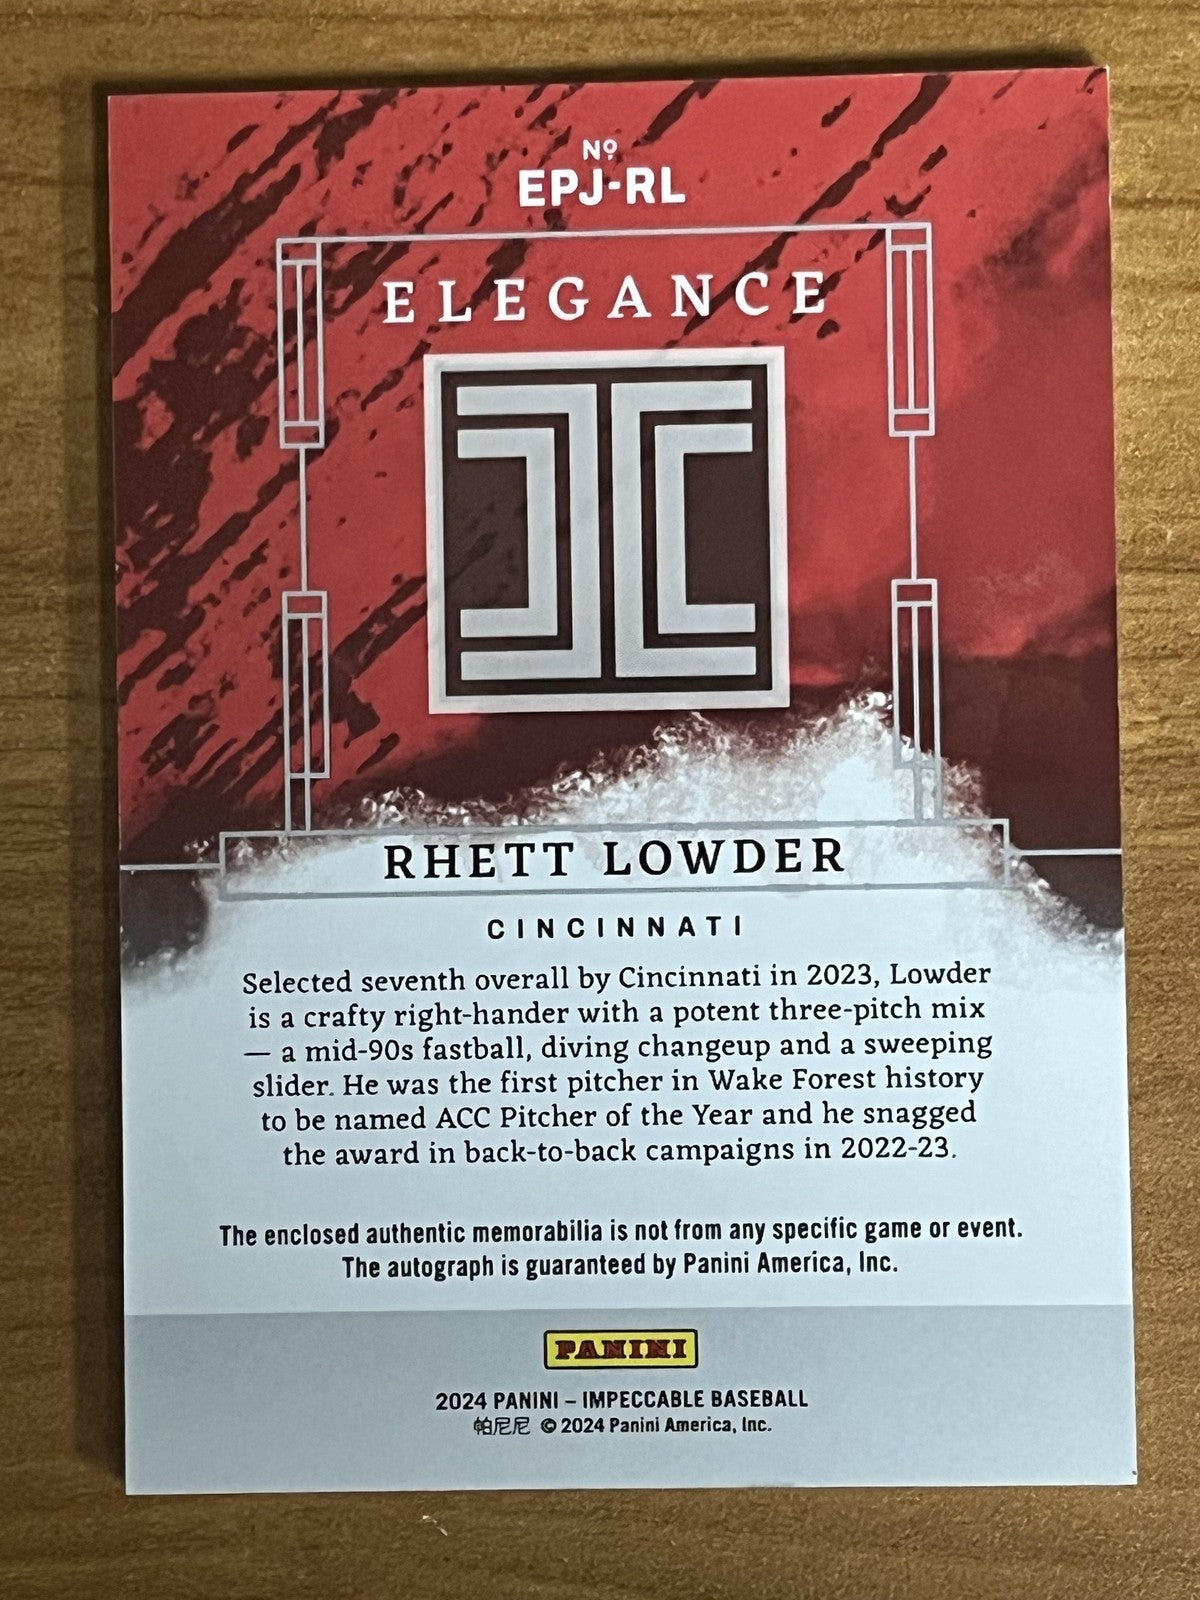 Nº
EPJ-RL
ELEGANCE
RHETT LOWDER
CINCINNATI
Selected seventh overall by Cincinnati in 2023, Lowder
is a crafty right-hander with a potent three-pitch mix
— a mid-90s fastball, diving changeup and a sweeping
slider. He was the first pitcher in Wake Forest history
to be named ACC Pitcher of the Year and he snagged
the award in back-to-back campaigns in 2022-23.
The enclosed authentic memorabilia is not from any specific game or event.
The autograph is guaranteed by Panini America, Inc.
PANINI
2024 PANINI – IMPECCABLE BASEBALL
帕尼尼 © 2024 Panini America, Inc.